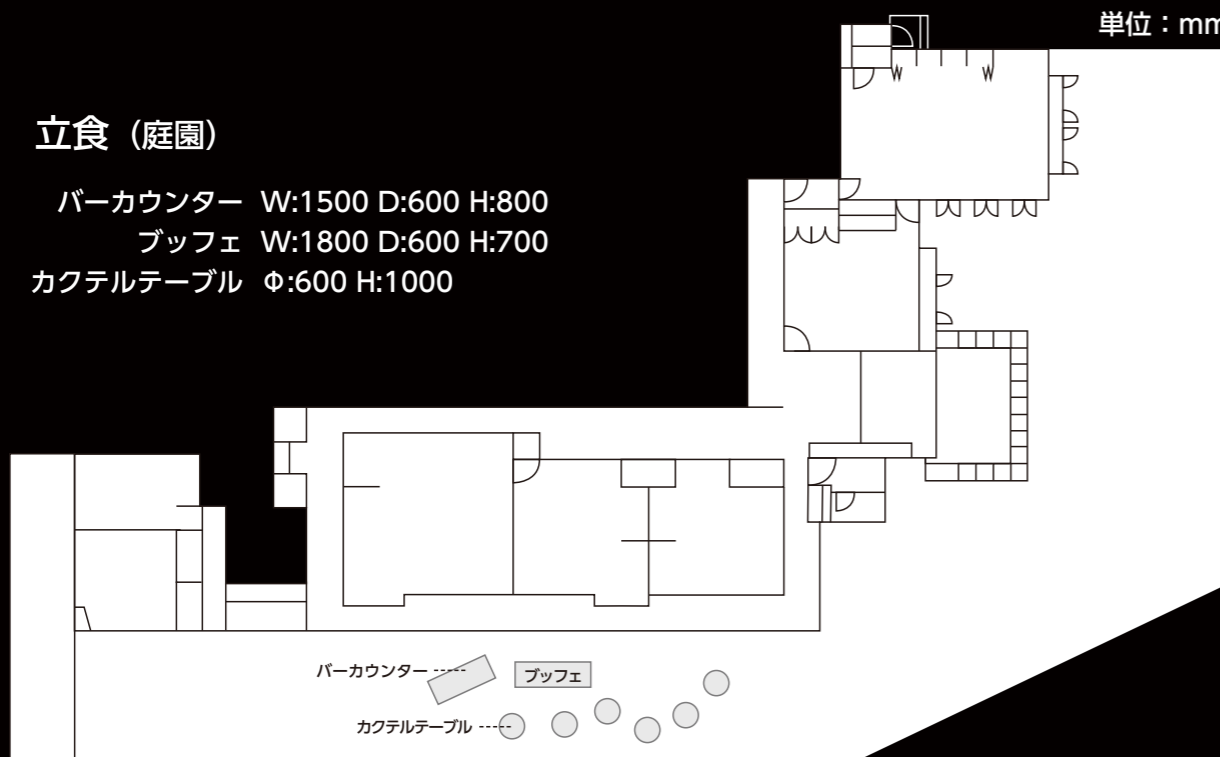 単位：mm
立食（庭園）
バーカウンター W:1500 D:600 H:800
ブッフェ W:1800 D:600 H:700
カクテルテーブル Φ:600 H:1000
バーカウンター
ブッフェ
カクテルテーブル